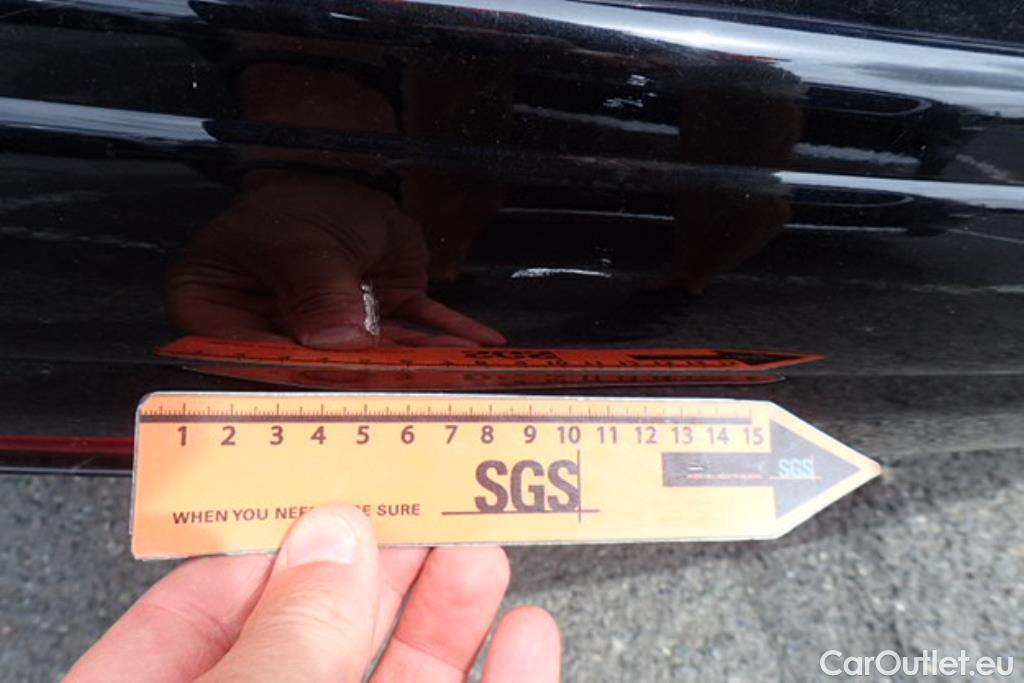 1 2 3 4 5 6 7 8 9 10 11 12 13 14 15
SGS
SGS
WHEN YOU NEE E SURE
CarOutlet.eu